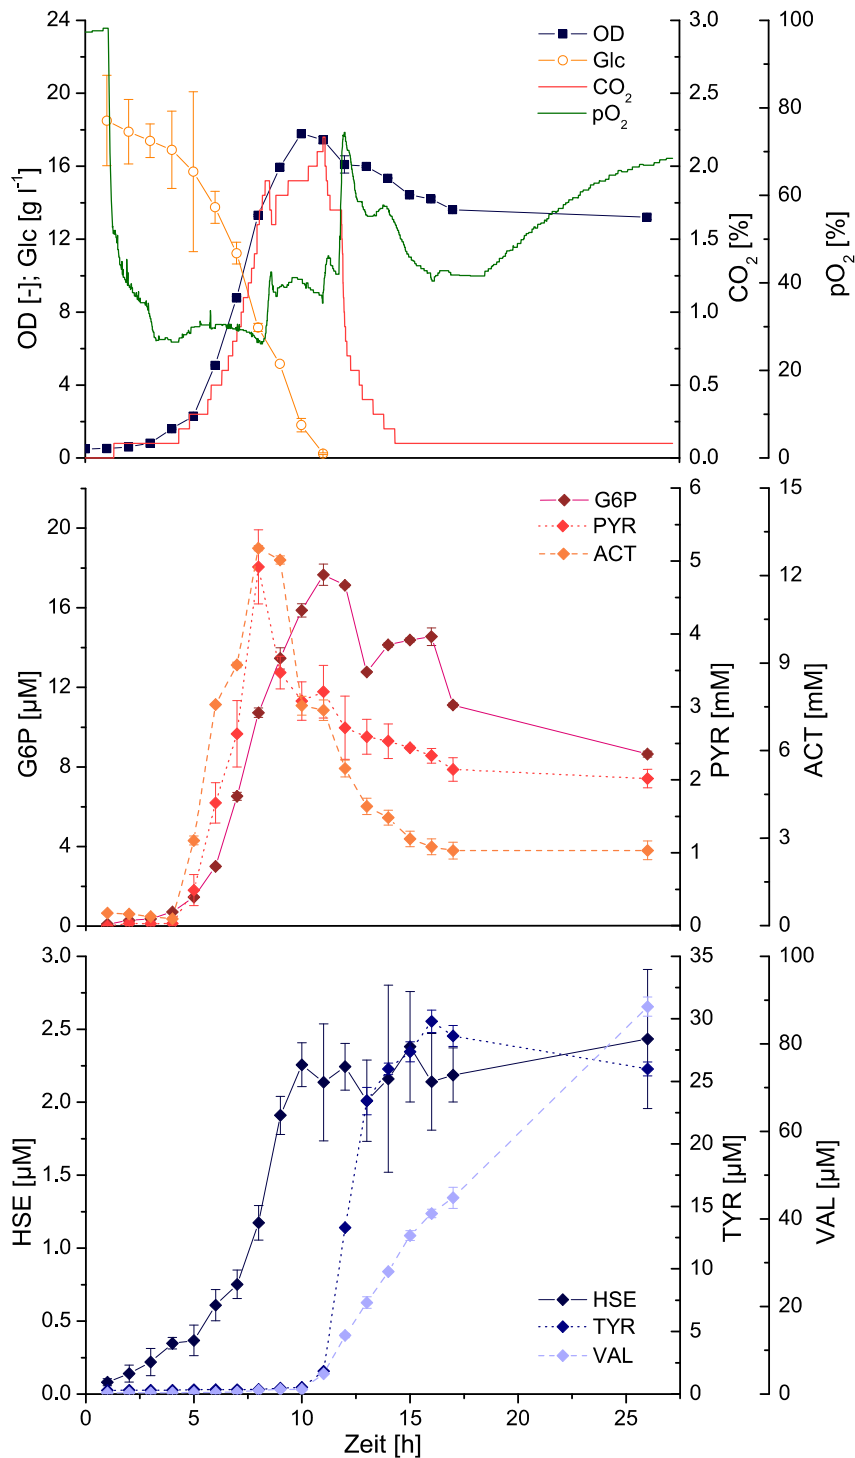 24
20
16
12
8
4
0
OD [-]; Glc [g l⁻¹]
OD
Glc
CO₂
pO₂
3.0
2.5
2.0
1.5
1.0
0.5
0.0
CO₂ [%]
100
80
60
40
20
0
pO₂ [%]
20
16
12
8
4
0
G6P [µM]
G6P
PYR
ACT
6
5
4
3
2
1
0
PYR [mM]
15
12
9
6
3
0
ACT [mM]
3.0
2.5
2.0
1.5
1.0
0.5
0.0
HSE [µM]
HSE
TYR
VAL
35
30
25
20
15
10
5
0
TYR [µM]
100
80
60
40
20
0
VAL [µM]
0 5 10 15 20 25
Zeit [h]